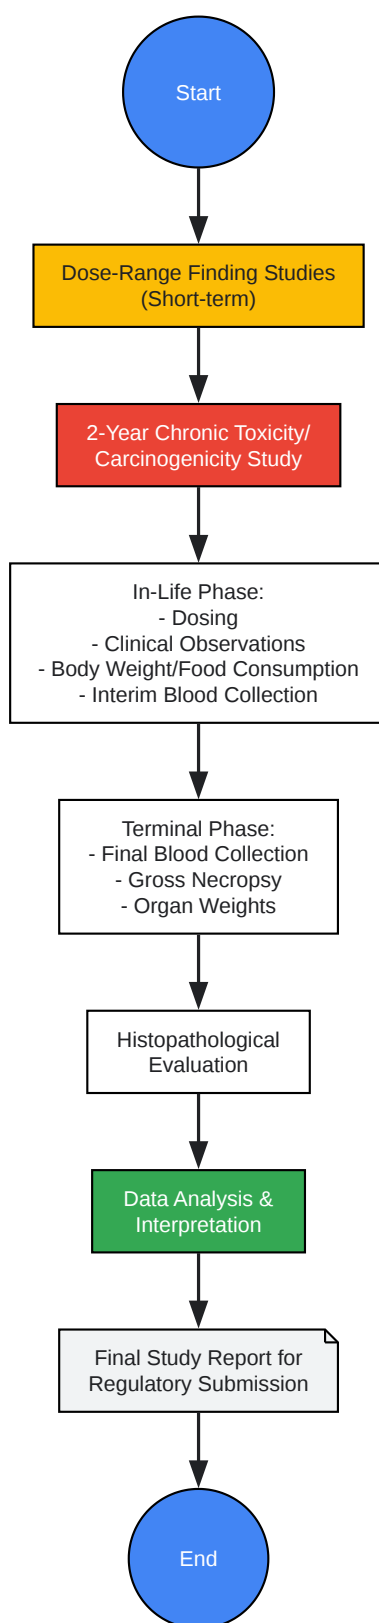 Start
Dose-Range Finding Studies
(Short-term)
2-Year Chronic Toxicity/
Carcinogenicity Study
In-Life Phase:
- Dosing
- Clinical Observations
- Body Weight/Food Consumption
- Interim Blood Collection
Terminal Phase:
- Final Blood Collection
- Gross Necropsy
- Organ Weights
Histopathological
Evaluation
Data Analysis &
Interpretation
Final Study Report for
Regulatory Submission
End